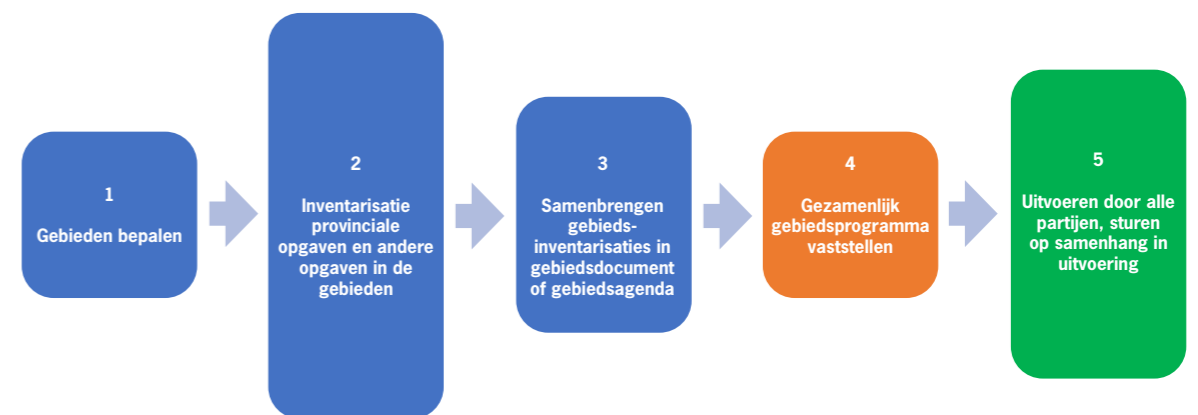 1
Gebieden bepalen
2
Inventarisatie
provinciale
opgaven en andere
opgaven in de
gebieden
3
Samenbrengen
gebieds-
inventarisaties in
gebiedsdocument
of gebiedsagenda
4
Gezamenlijk
gebiedsprogramma
vaststellen
5
Uitvoeren door alle
partijen, sturen
op samenhang in
uitvoering